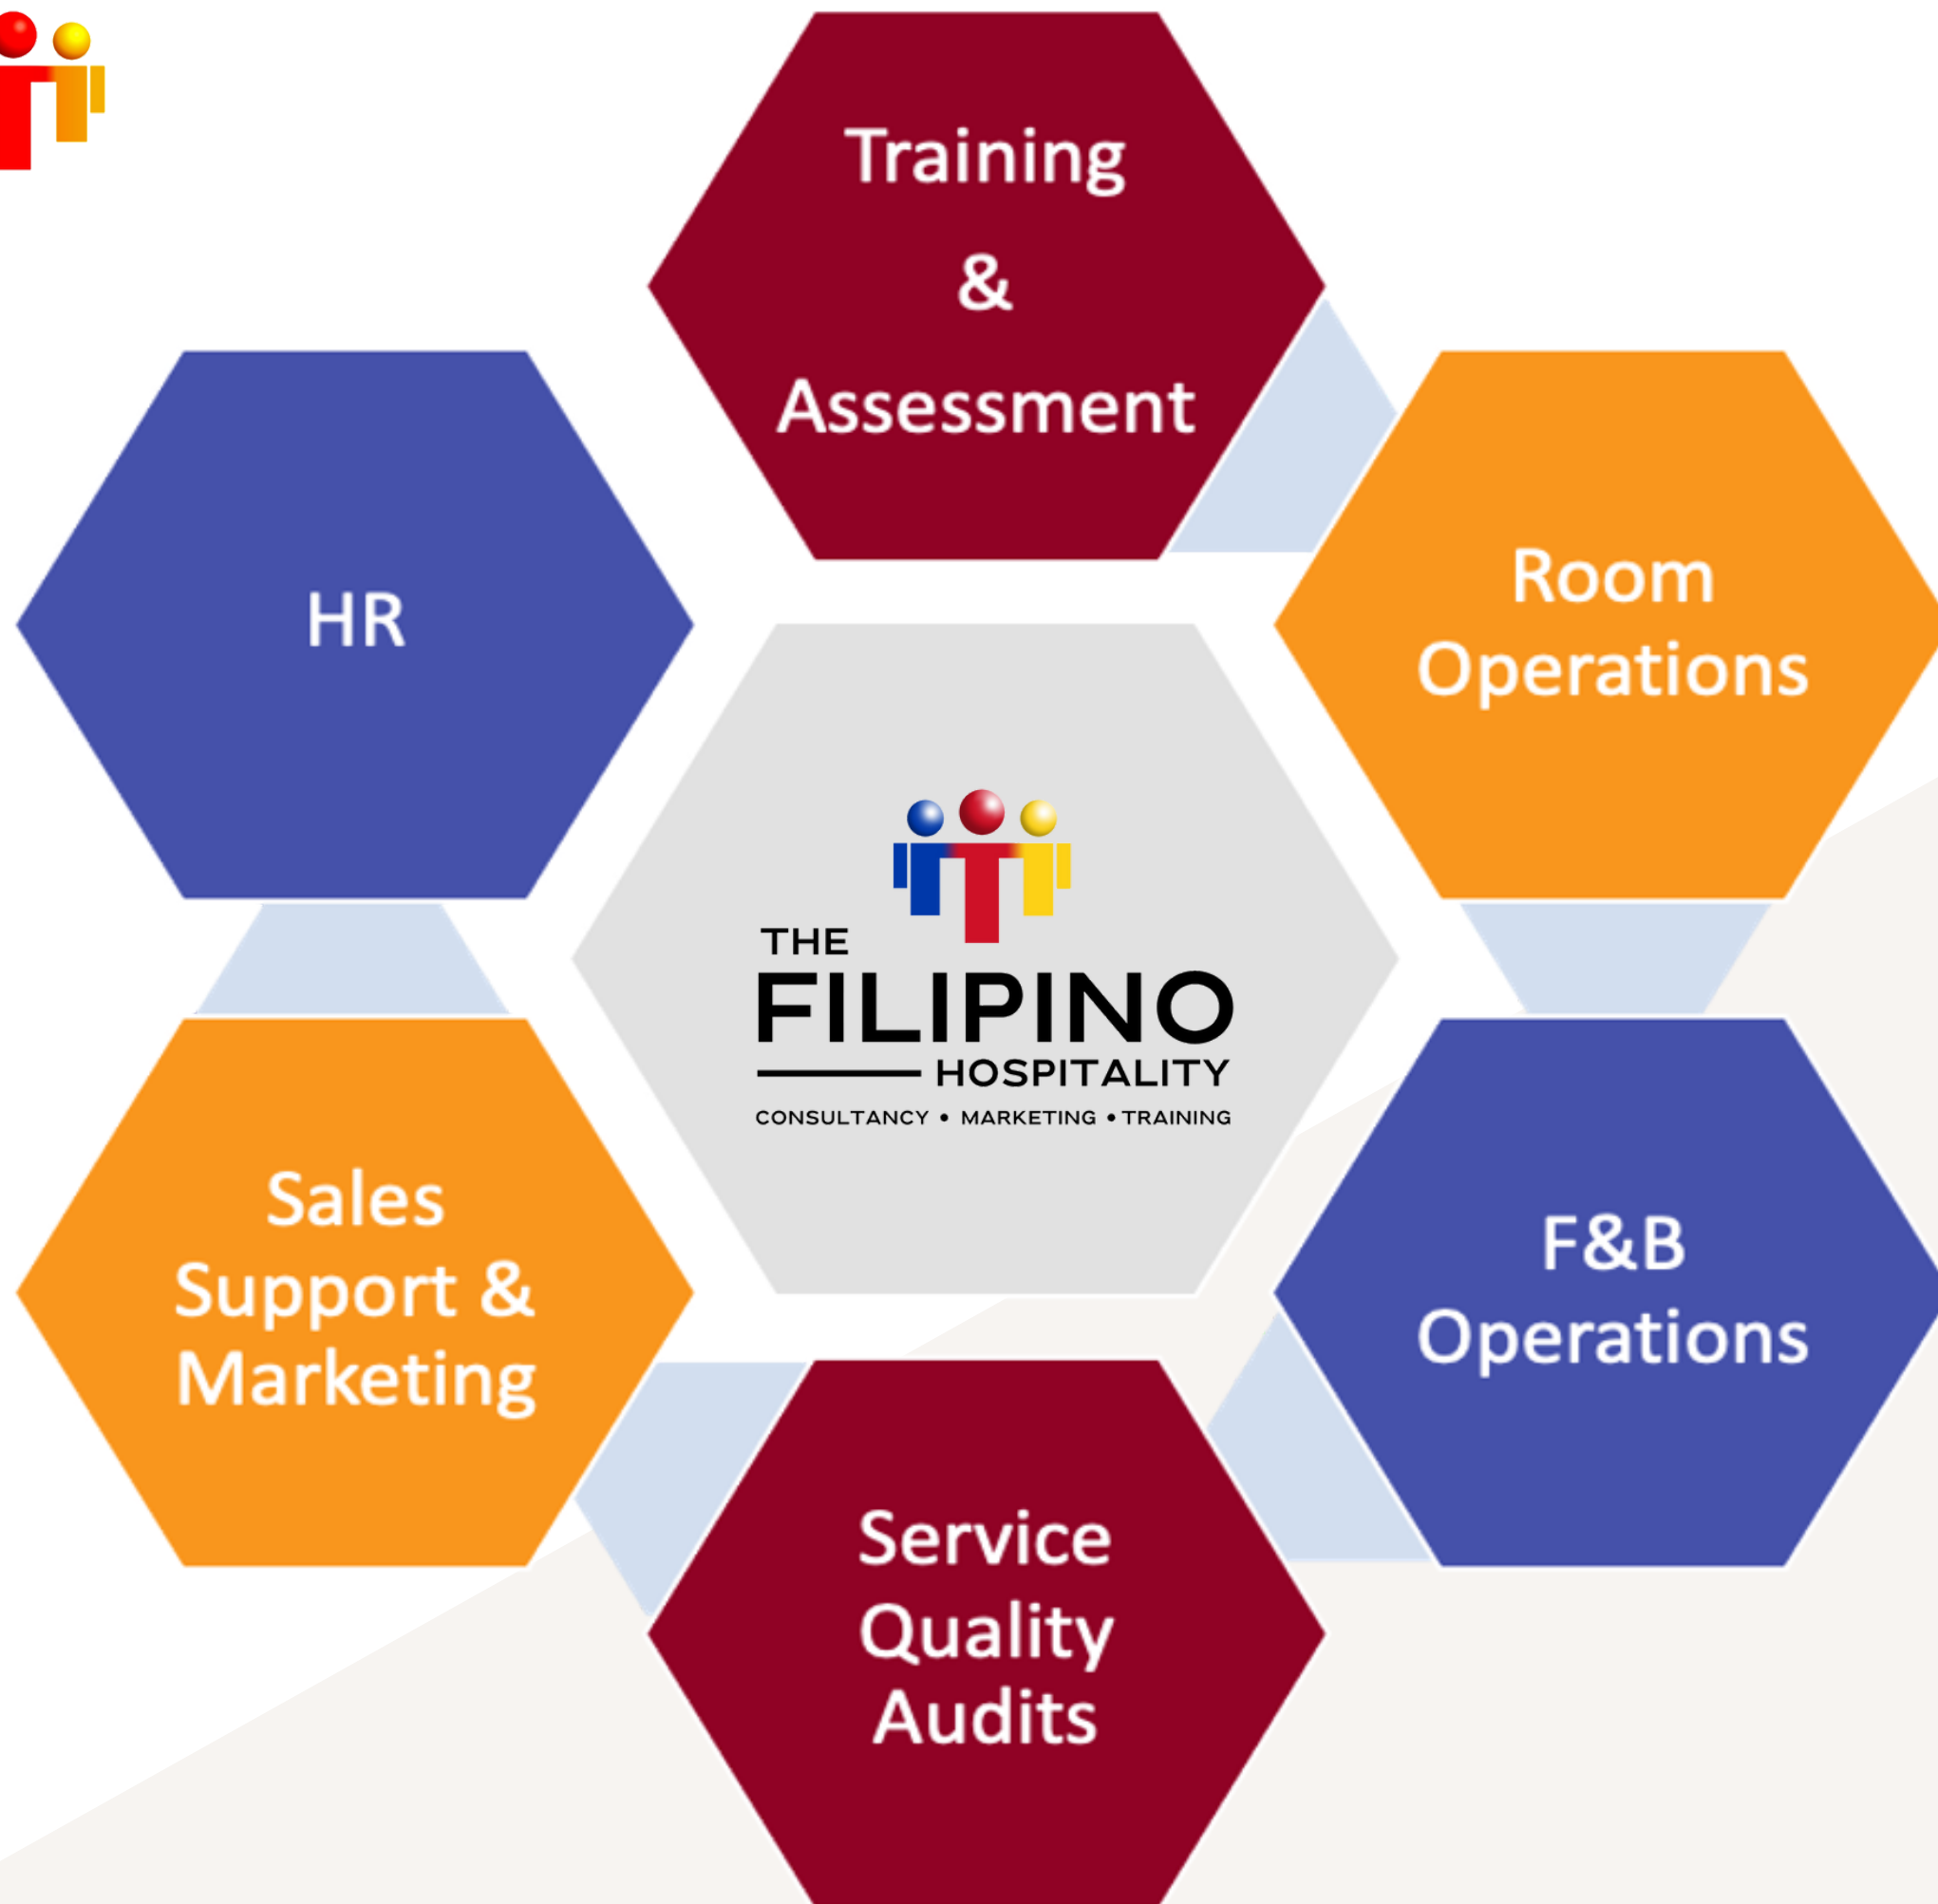 Training
&
Assessment
Room
Operations
HR
THE
FILIPINO
HOSPITALITY
CONSULTANCY • MARKETING • TRAINING
Sales
Support &
Marketing
F&B
Operations
Service
Quality
Audits